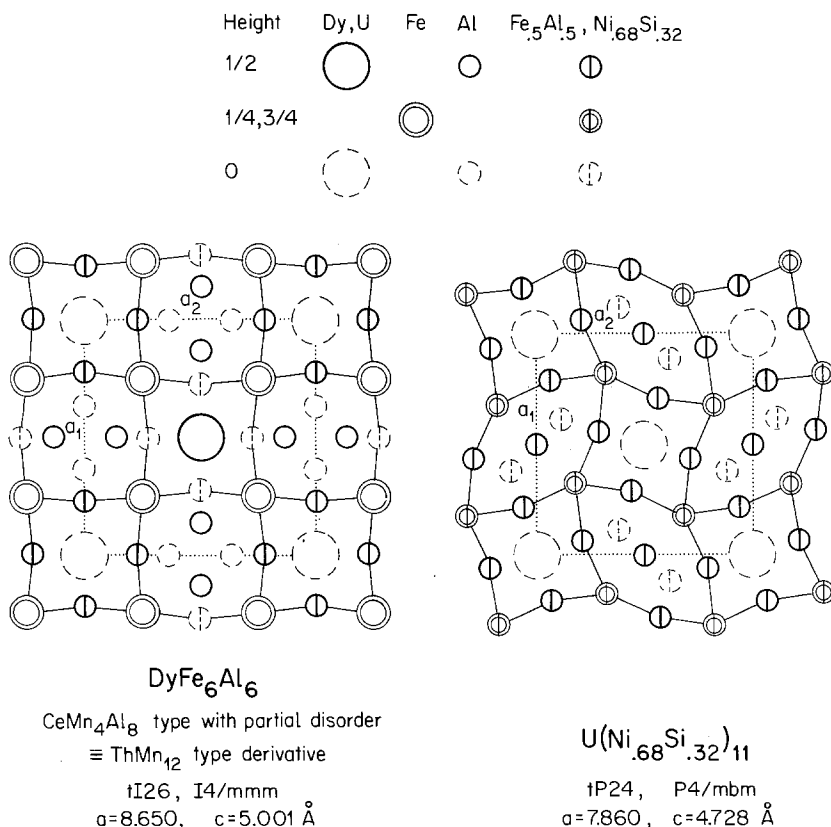 Height Dy,U Fe Al Fe.5Al.5, Ni.68Si.32
1/2
1/4,3/4
0
a2
a1
a2
a1
DyFe6Al6
CeMn4Al8 type with partial disorder
≡ ThMn12 type derivative
tI26, I4/mmm
a=8.650, c=5.001 Å
U(Ni.68Si.32)11
tP24, P4/mbm
a=7.860, c=4.728 Å